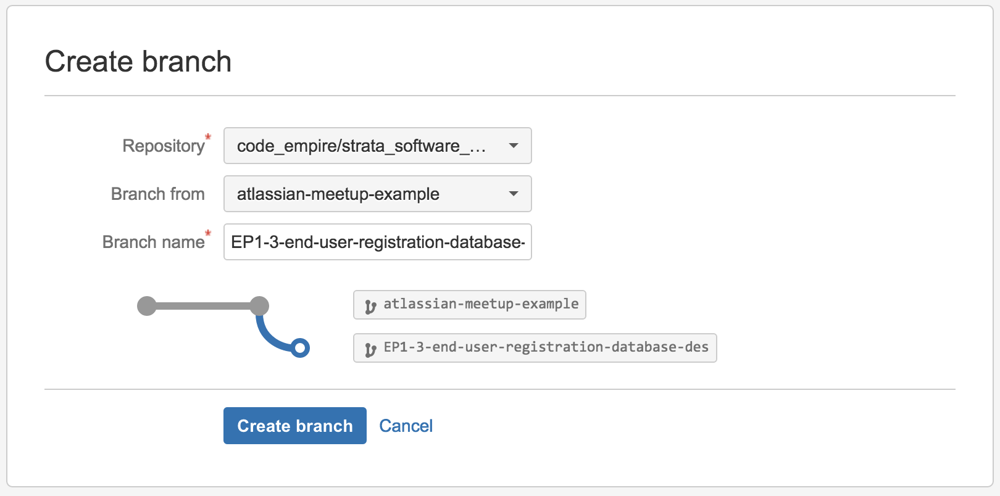 Create branch
Repository*
code_empire/strata_software_...
Branch from
atlassian-meetup-example
Branch name*
EP1-3-end-user-registration-database-
atlassian-meetup-example
EP1-3-end-user-registration-database-des
Create branch Cancel